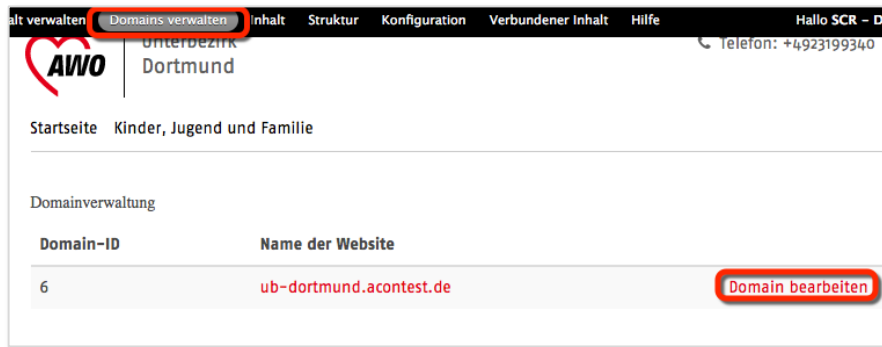 alt verwalten Domains verwalten Inhalt Struktur Konfiguration Verbundener Inhalt Hilfe Hallo SCR – D
AWO
Unterbezirk
Dortmund
Telefon: +4923199340
Startseite Kinder, Jugend und Familie
Domainverwaltung
Domain-ID Name der Website
6 ub-dortmund.acontest.de Domain bearbeiten